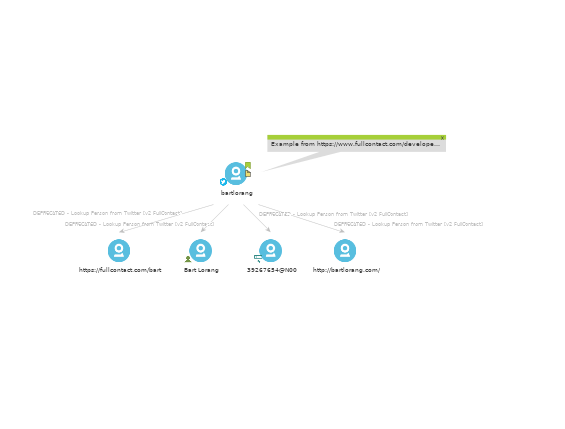 x
Example from https://www.fullcontact.com/develope...
bartlorang
DEPRECATED - Lookup Person from Twitter (v2 FullContact)
DEPRECATED - Lookup Person from Twitter (v2 FullContact)
DEPRECATED - Lookup Person from Twitter (v2 FullContact)
DEPRECATED - Lookup Person from Twitter (v2 FullContact)
https://fullcontact.com/bart
Bart Lorang
39267654@N00
http://bartlorang.com/